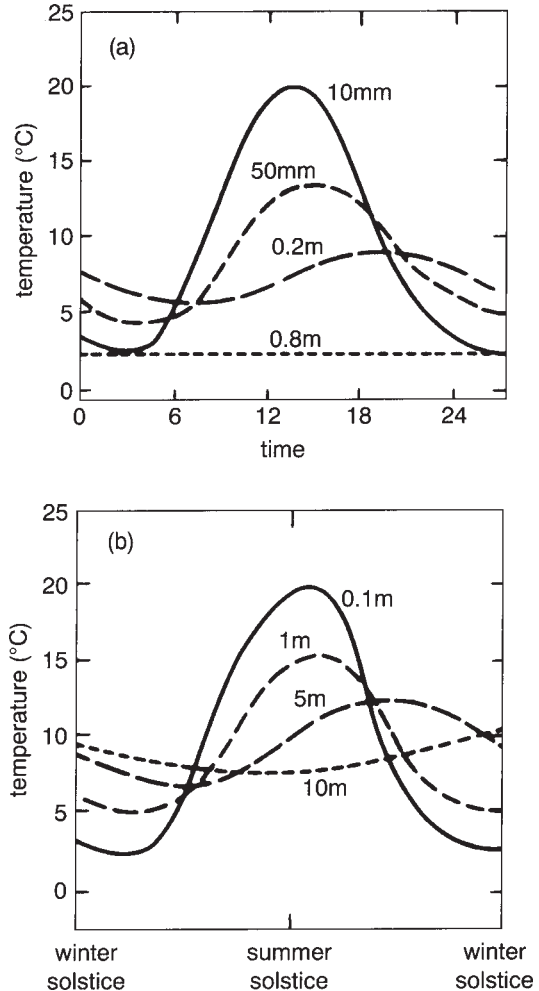 25
(a)
20
10mm
15
50mm
10
0.2m
5
0.8m
0
0 6 12 18 24
temperature (°C)
time
25
(b)
20
0.1m
15
1m
5m
10
10m
5
0
temperature (°C)
winter summer winter
solstice solstice solstice